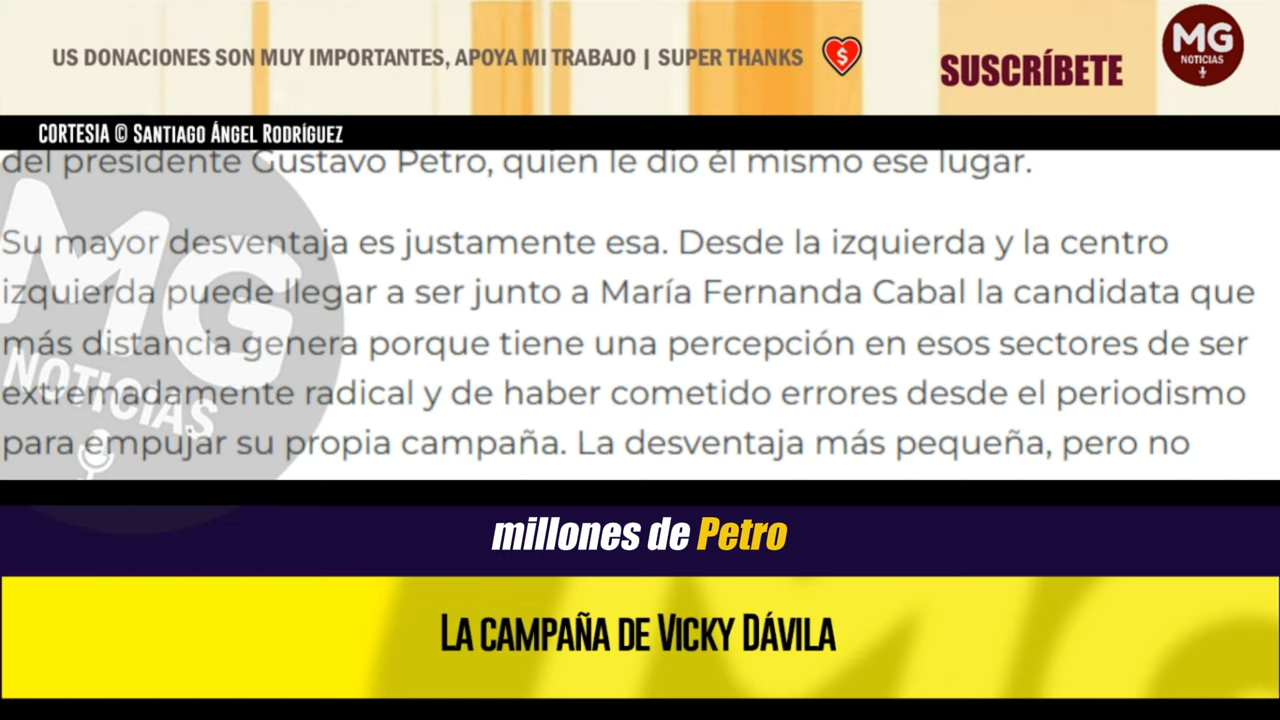 US DONACIONES SON MUY IMPORTANTES, APOYA MI TRABAJO | SUPER THANKS
$
SUSCRÍBETE
MG
NOTICIAS
CORTESIA © SANTIAGO ÁNGEL RODRÍGUEZ
del presidente Gustavo Petro, quien le dio él mismo ese lugar.
Su mayor desventaja es justamente esa. Desde la izquierda y la centro
izquierda puede llegar a ser junto a María Fernanda Cabal la candidata que
más distancia genera porque tiene una percepción en esos sectores de ser
extremadamente radical y de haber cometido errores desde el periodismo
para empujar su propia campaña. La desventaja más pequeña, pero no
MG
NOTICIAS
millones de Petro
LA CAMPAÑA DE VICKY DÁVILA